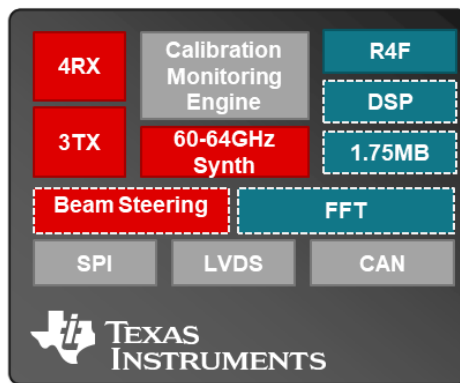 4RX
Calibration
Monitoring
Engine
R4F
DSP
3TX
60-64GHz
Synth
1.75MB
Beam Steering
FFT
SPI
LVDS
CAN
TEXAS
INSTRUMENTS